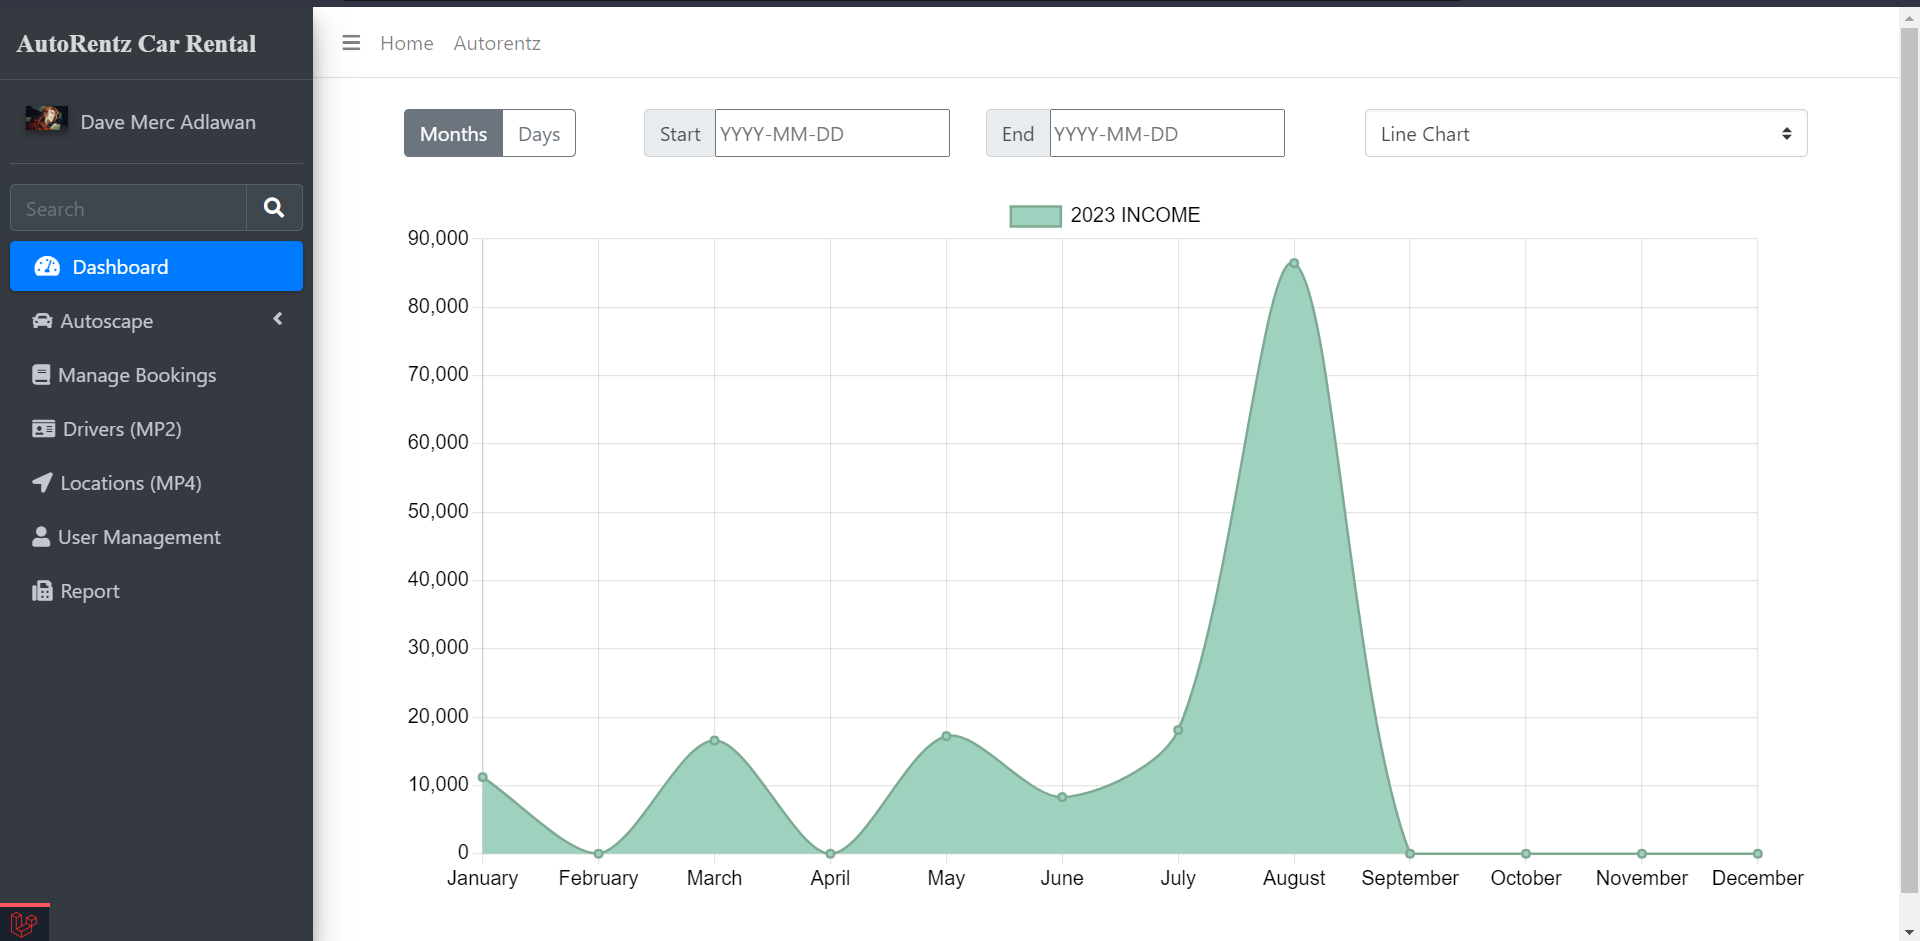 AutoRentz Car Rental
Home Autorentz
Dave Merc Adlawan
Search
Dashboard
Autoscape
Manage Bookings
Drivers (MP2)
Locations (MP4)
User Management
Report
Months Days Start YYYY-MM-DD End YYYY-MM-DD Line Chart
2023 INCOME
90,000
80,000
70,000
60,000
50,000
40,000
30,000
20,000
10,000
0
January February March April May June July August September October November December